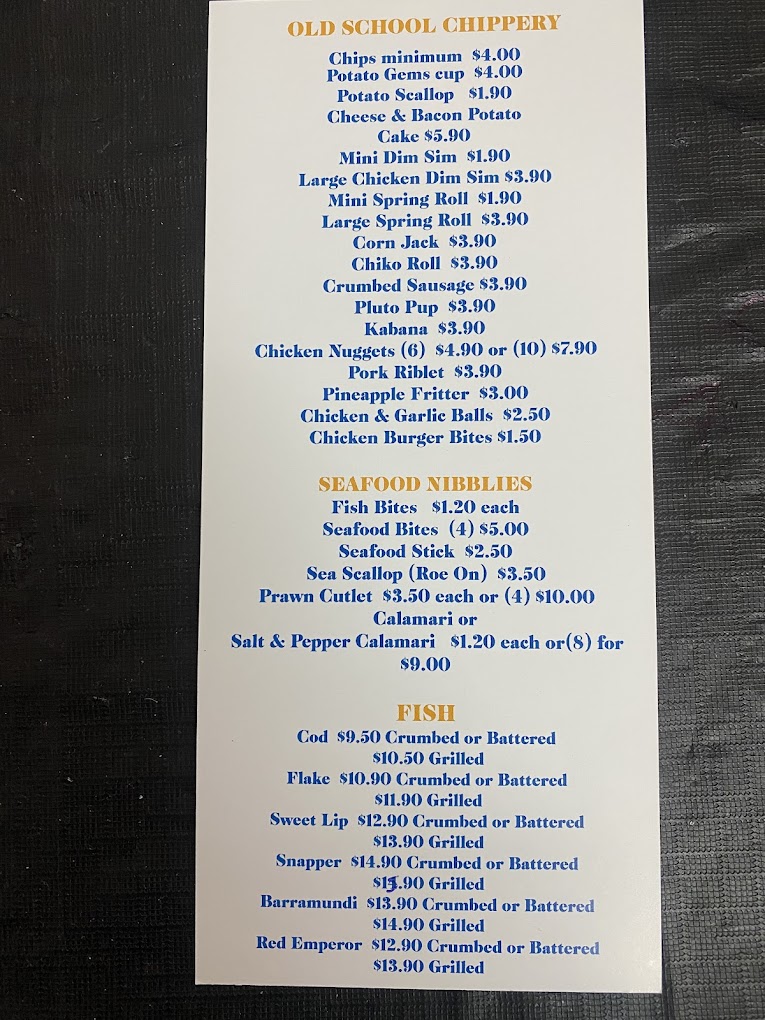 OLD SCHOOL CHIPPERY
Chips minimum $4.00
Potato Gems cup $4.00
Potato Scallop $1.90
Cheese & Bacon Potato
Cake $5.90
Mini Dim Sim $1.90
Large Chicken Dim Sim $3.90
Mini Spring Roll $1.90
Large Spring Roll $3.90
Corn Jack $3.90
Chiko Roll $3.90
Crumbed Sausage $3.90
Pluto Pup $3.90
Kabana $3.90
Chicken Nuggets (6) $4.90 or (10) $7.90
Pork Riblet $3.90
Pineapple Fritter $3.00
Chicken & Garlic Balls $2.50
Chicken Burger Bites $1.50
SEAFOOD NIBBLIES
Fish Bites $1.20 each
Seafood Bites (4) $5.00
Seafood Stick $2.50
Sea Scallop (Roe On) $3.50
Prawn Cutlet $3.50 each or (4) $10.00
Calamari or
Salt & Pepper Calamari $1.20 each or(8) for
$9.00
FISH
Cod $9.50 Crumbed or Battered
$10.50 Grilled
Flake $10.90 Crumbed or Battered
$11.90 Grilled
Sweet Lip $12.90 Crumbed or Battered
$13.90 Grilled
Snapper $14.90 Crumbed or Battered
$15.90 Grilled
Barramundi $13.90 Crumbed or Battered
$14.90 Grilled
Red Emperor $12.90 Crumbed or Battered
$13.90 Grilled